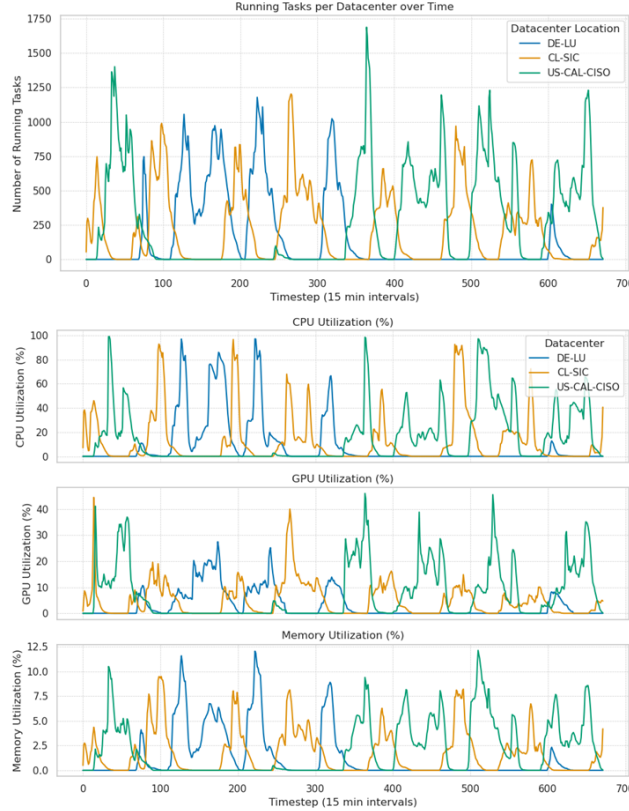 Running Tasks per Datacenter over Time
Number of Running Tasks
1750
1500
1250
1000
750
500
250
0
Datacenter Location
DE-LU
CL-SIC
US-CAL-CISO
0 100 200 300 400 500 600 700
Timestep (15 min intervals)
CPU Utilization (%)
CPU Utilization (%)
100
80
60
40
20
0
Datacenter
DE-LU
CL-SIC
US-CAL-CISO
GPU Utilization (%)
GPU Utilization (%)
40
30
20
10
0
Memory Utilization (%)
Memory Utilization (%)
12.5
10.0
7.5
5.0
2.5
0.0
0 100 200 300 400 500 600 700
Timestep (15 min intervals)